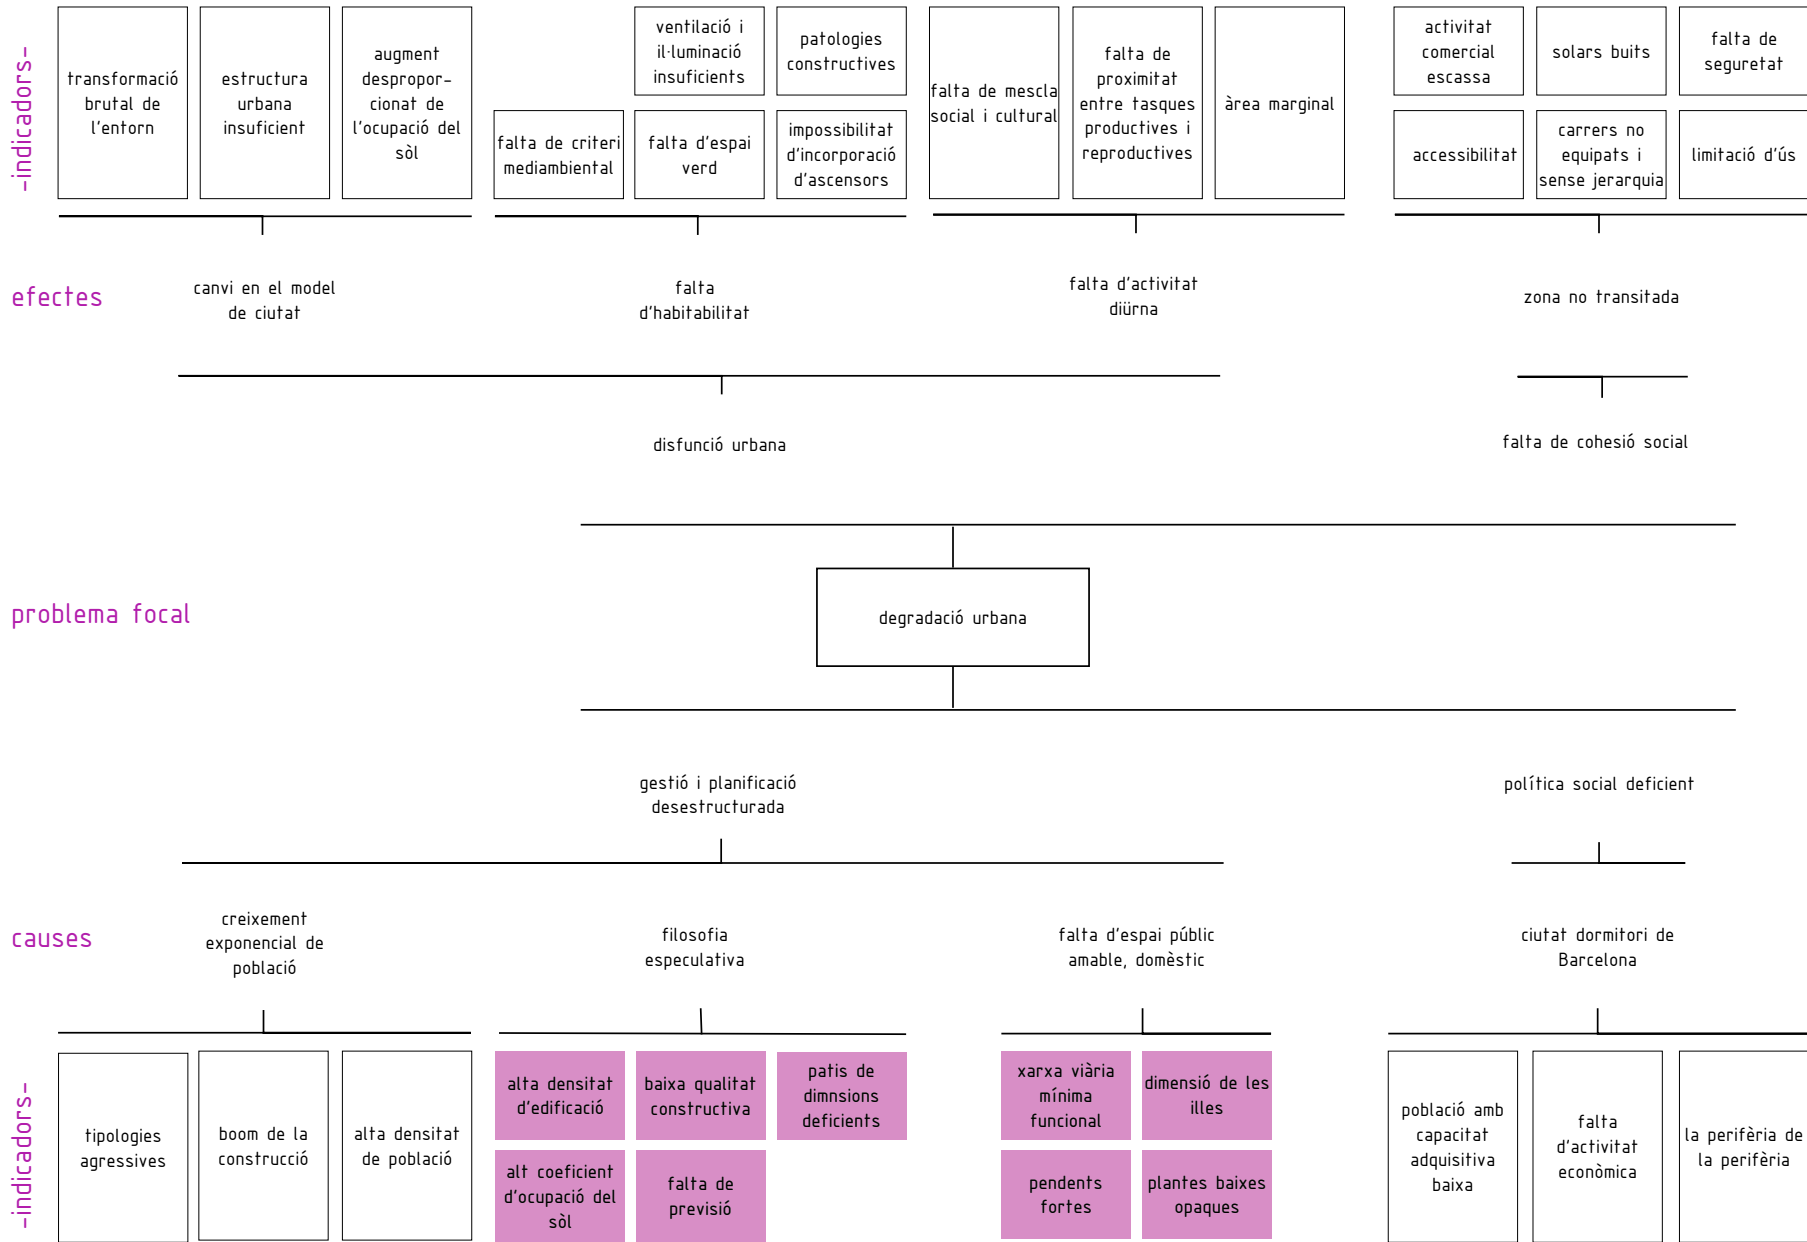 -indicadors-
transformació
brutal de
l'entorn
estructura
urbana
insuficient
augment
despropor-
cionat de
l'ocupació del
sòl
ventilació i
il·luminació
insuficients
patologies
constructives
falta de criteri
mediambiental
falta d'espai
verd
impossibilitat
d'incorporació
d'ascensors
falta de mescla
social i cultural
falta de
proximitat
entre tasques
productives i
reproductives
àrea marginal
activitat
comercial
escassa
solars buits
falta de
seguretat
accessibilitat
carrers no
equipats i
sense jerarquia
limitació d'ús
efectes
canvi en el model
de ciutat
falta
d'habitabilitat
falta d'activitat
diürna
zona no transitada
disfunció urbana
falta de cohesió social
problema focal
degradació urbana
gestió i planificació
desestructurada
política social deficient
causes
creixement
exponencial de
població
filosofia
especulativa
falta d'espai públic
amable, domèstic
ciutat dormitori de
Barcelona
-indicadors-
tipologies
agressives
boom de la
construcció
alta densitat
de població
alta densitat
d'edificació
baixa qualitat
constructiva
patis de
dimnsions
deficients
alt coeficient
d'ocupació del
sòl
falta de
previsió
xarxa viària
mínima
funcional
dimensió de les
illes
pendents
fortes
plantes baixes
opaques
població amb
capacitat
adquisitiva
baixa
falta
d'activitat
econòmica
la perifèria de
la perifèria